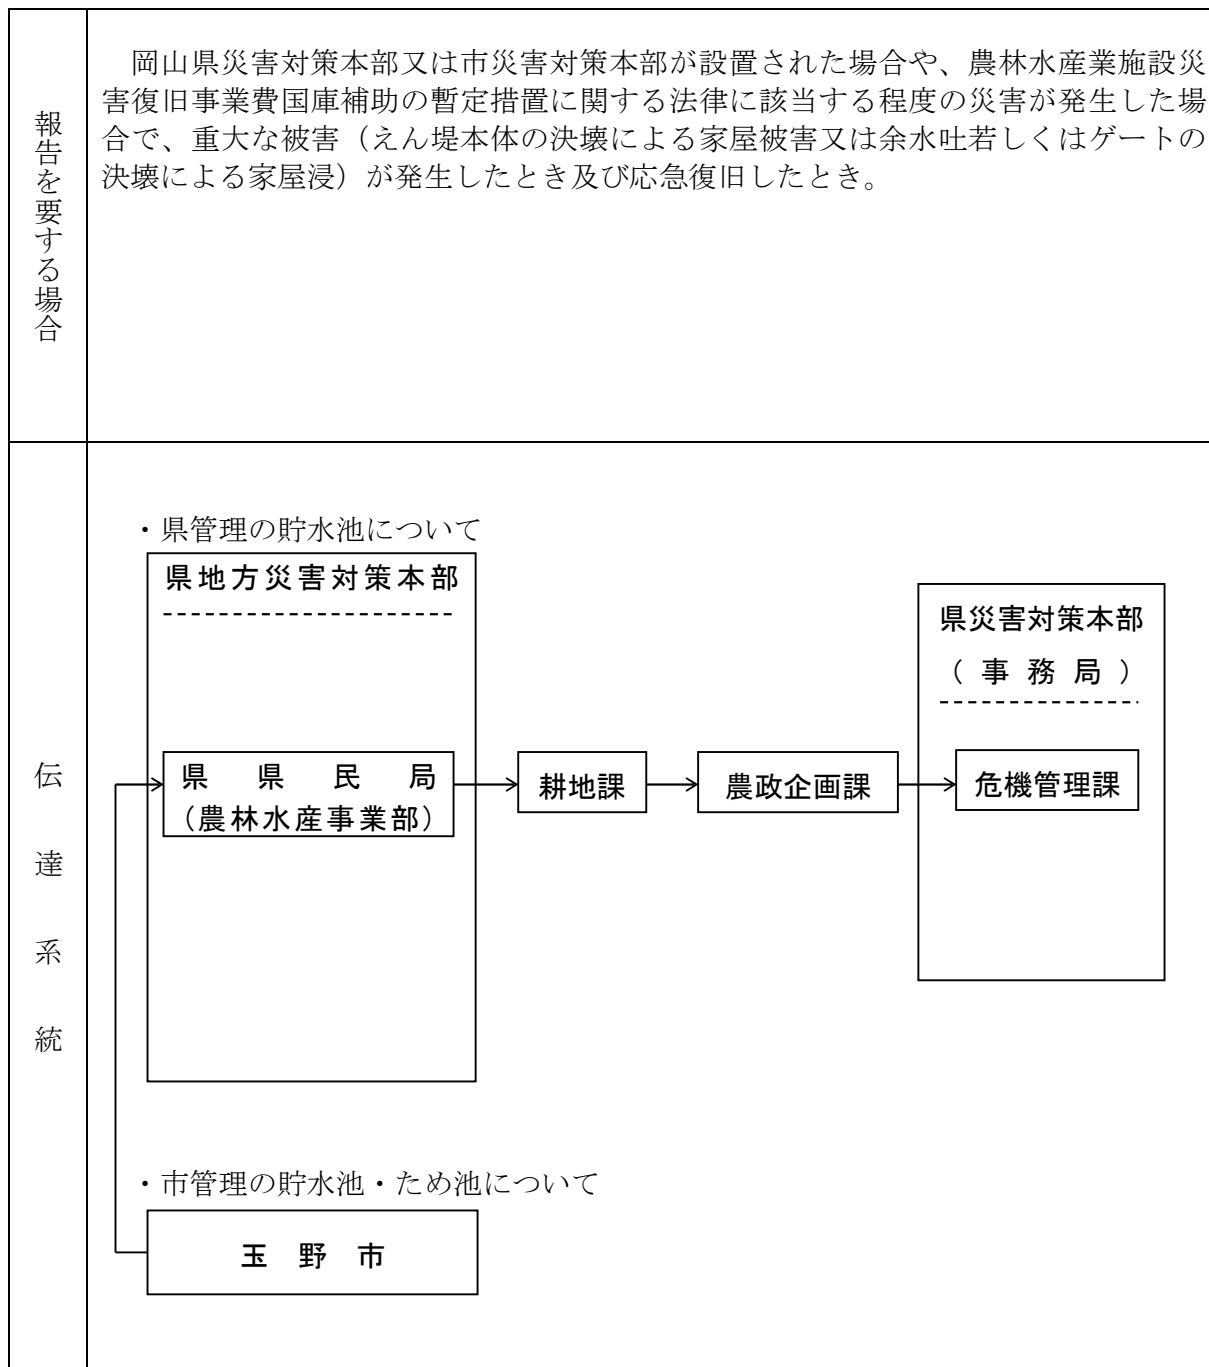 報告を要する場合
岡山県災害対策本部又は市災害対策本部が設置された場合や、農林水産業施設災
害復旧事業費国庫補助の暫定措置に関する法律に該当する程度の災害が発生した場
合で、重大な被害（えん堤本体の決壊による家屋被害又は余水吐若しくはゲートの
決壊による家屋浸）が発生したとき及び応急復旧したとき。
伝達系統
・県管理の貯水池について
県地方災害対策本部
県県民局
（農林水産事業部）
耕地課
農政企画課
県災害対策本部
（事務局）
危機管理課
・市管理の貯水池・ため池について
玉野市